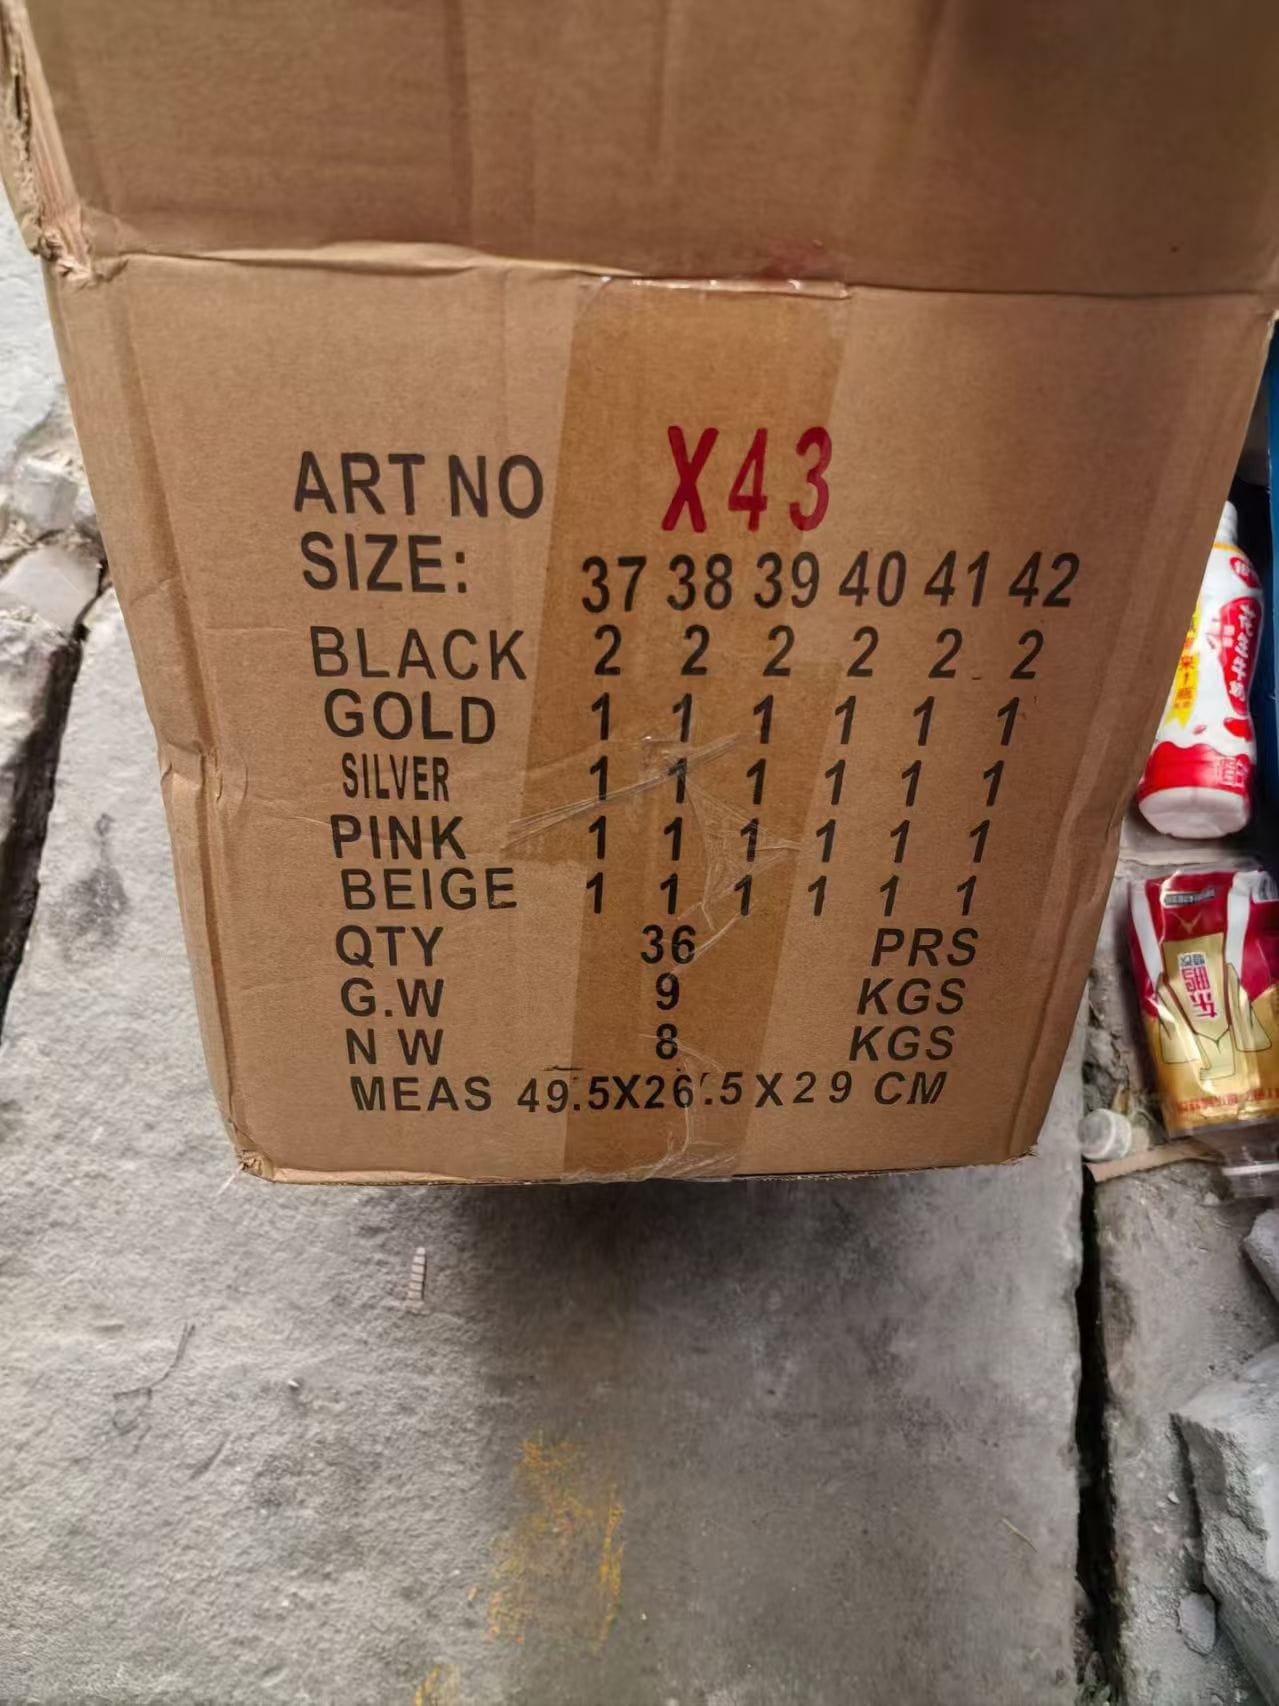 ART NO X43
SIZE: 37 38 39 40 41 42
BLACK 2 2 2 2 2 2
GOLD 1 1 1 1 1 1
SILVER 1 1 1 1 1 1
PINK 1 1 1 1 1 1
BEIGE 1 1 1 1 1 1
QTY 36 PRS
G.W 9 KGS
N W 8 KGS
MEAS 49.5X26.5X29 CM